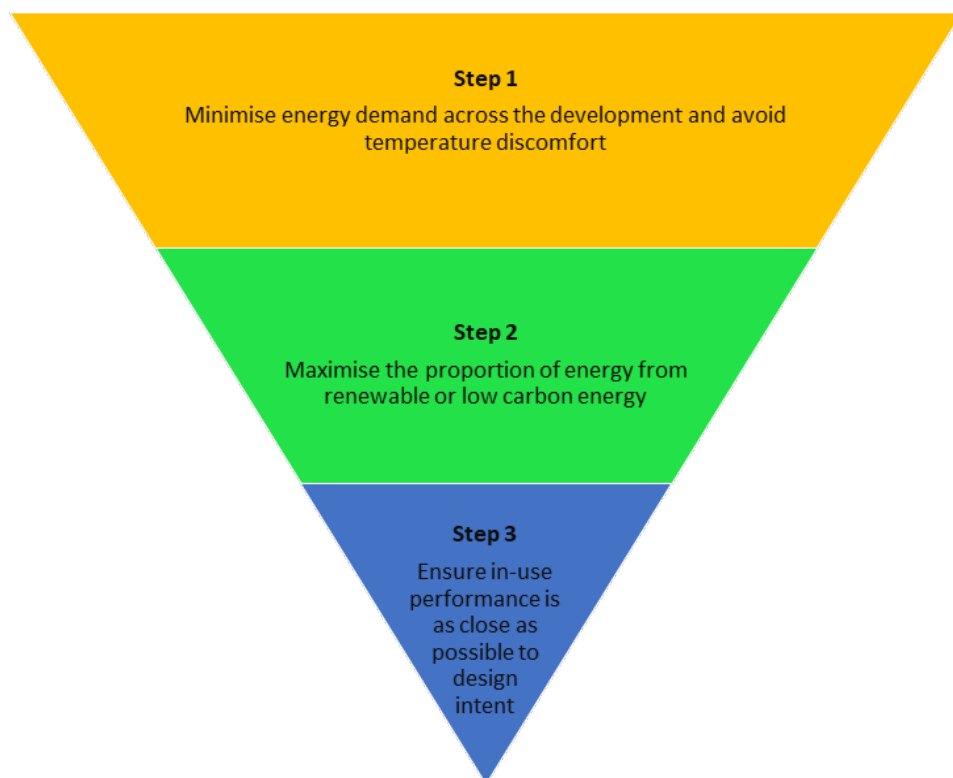 Step 1
Minimise energy demand across the development and avoid
temperature discomfort
Step 2
Maximise the proportion of energy from
renewable or low carbon energy
Step 3
Ensure in-use
performance is
as close as
possible to
design
intent